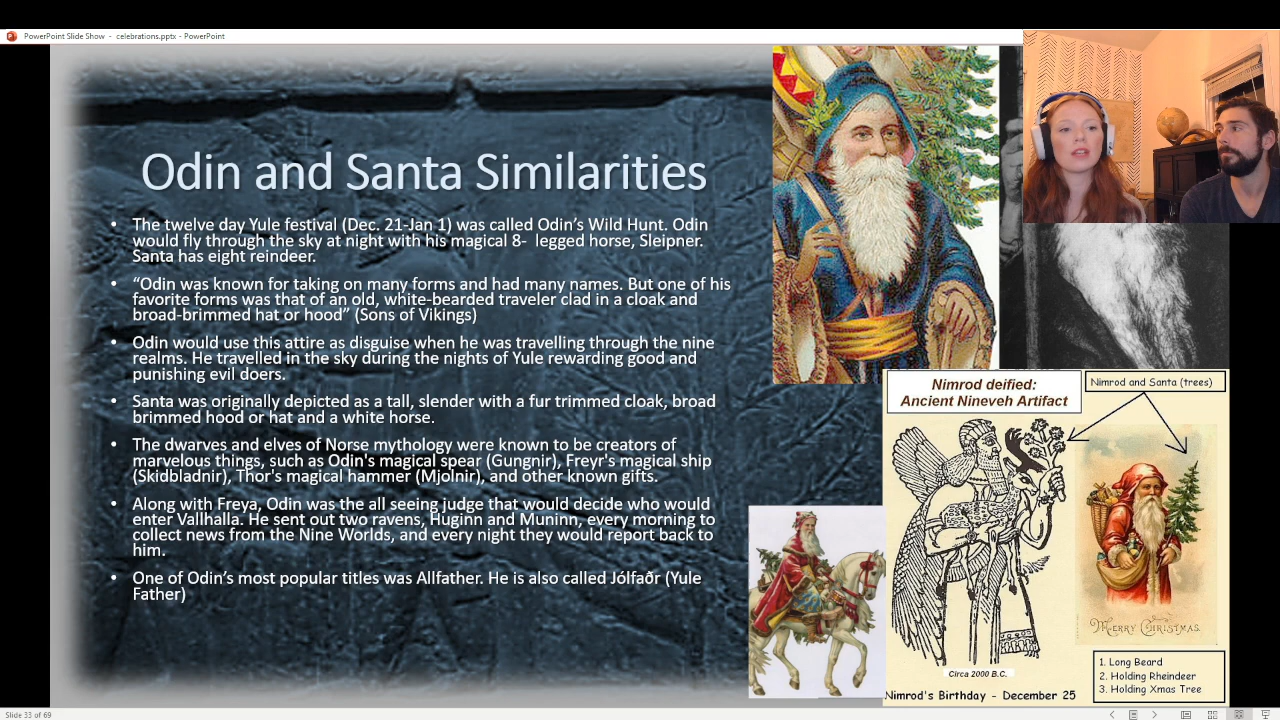 PowerPoint Slide Show - celebrations.pptx - PowerPoint
Odin and Santa Similarities
• The twelve day Yule festival (Dec. 21-Jan 1) was called Odin's Wild Hunt. Odin
would fly through the sky at night with his magical 8- legged horse, Sleipner.
Santa has eight reindeer.
• “Odin was known for taking on many forms and had many names. But one of his
favorite forms was that of an old, white-bearded traveler clad in a cloak and
broad-brimmed hat or hood” (Sons of Vikings)
• Odin would use this attire as disguise when he was travelling through the nine
realms. He travelled in the sky during the nights of Yule rewarding good and
punishing evil doers.
• Santa was originally depicted as a tall, slender with a fur trimmed cloak, broad
brimmed hood or hat and a white horse.
• The dwarves and elves of Norse mythology were known to be creators of
marvelous things, such as Odin's magical spear (Gungnir), Freyr's magical ship
(Skidbladnir), Thor's magical hammer (Mjolnir), and other known gifts.
• Along with Freya, Odin was the all seeing judge that would decide who would
enter Vallhalla. He sent out two ravens, Huginn and Muninn, every morning to
collect news from the Nine Worlds, and every night they would report back to
him.
• One of Odin’s most popular titles was Allfather. He is also called Jólfaðr (Yule
Father)
Nimrod deified:
Ancient Nineveh Artifact
Nimrod and Santa (trees)
MERRY CHRISTMAS.
1. Long Beard
2. Holding Rheindeer
3. Holding Xmas Tree
Circa 2000 B.C.
Nimrod's Birthday - December 25
Slide 33 of 69